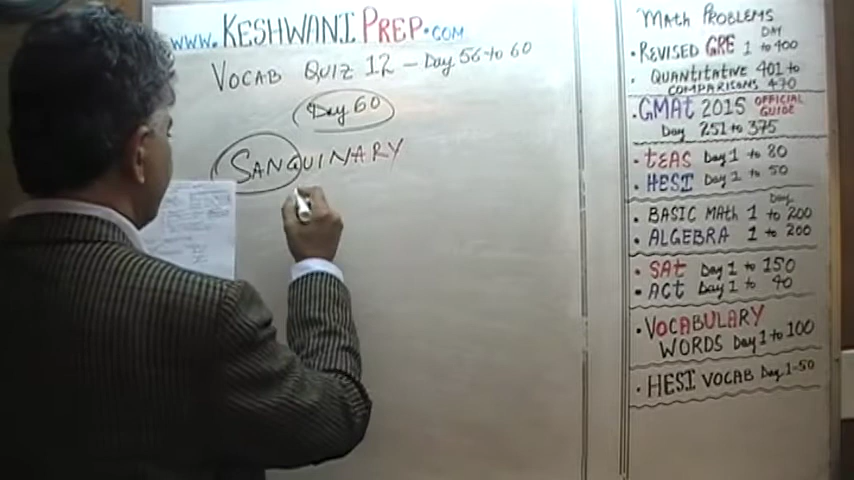 www.KESHWANIPREP.COM
VOCAB QUIZ 12 - Day 56 to 60
Day 60
SANGUINARY
MATH PROBLEMS
• REVISED GRE DAY 1 to 400
• QUANTITATIVE 401 to
COMPARISONS 470
• GMAt 2015 OFFICIAL GUIDE
Day 251 to 375
• tEAS Day 1 to 80
• HESI Day 1 to 50
Day
• BASIC MATH 1 to 200
• ALGEBRA 1 to 200
• SAt Day 1 to 150
• ACt Day 1 to 40
• VOCABULARY
WORDS Day 1 to 100
• HESI VOCAB Day 1-50